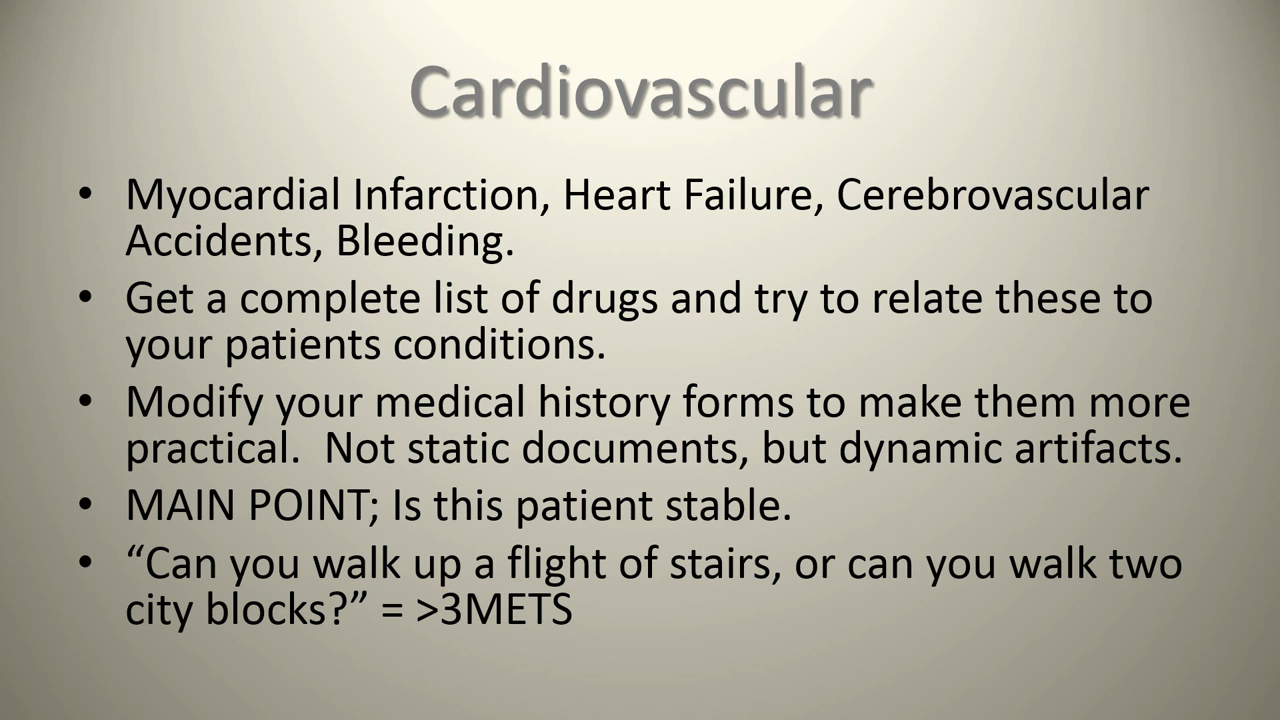 Cardiovascular
• Myocardial Infarction, Heart Failure, Cerebrovascular
Accidents, Bleeding.
• Get a complete list of drugs and try to relate these to
your patients conditions.
• Modify your medical history forms to make them more
practical.  Not static documents, but dynamic artifacts.
• MAIN POINT; Is this patient stable.
• “Can you walk up a flight of stairs, or can you walk two
city blocks?” = >3METS